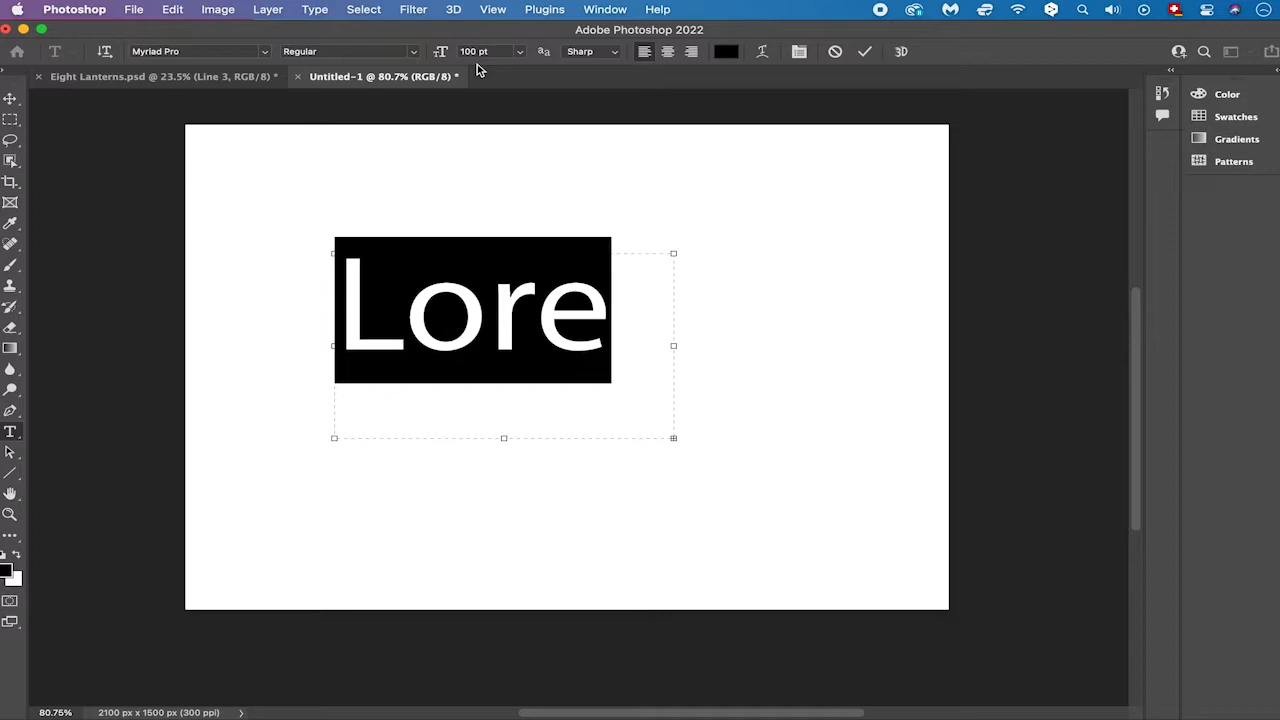 Photoshop File Edit Image Layer Type Select Filter 3D View Plugins Window Help
Adobe Photoshop 2022
T T Myriad Pro Regular T 100 pt aa Sharp 3D
× Eight Lanterns.psd @ 23.5% (Line 3, RGB/8) * × Untitled-1 @ 80.7% (RGB/8) *
Color
Swatches
Gradients
Patterns
Lore
T
80.75% 2100 px x 1500 px (300 ppi)